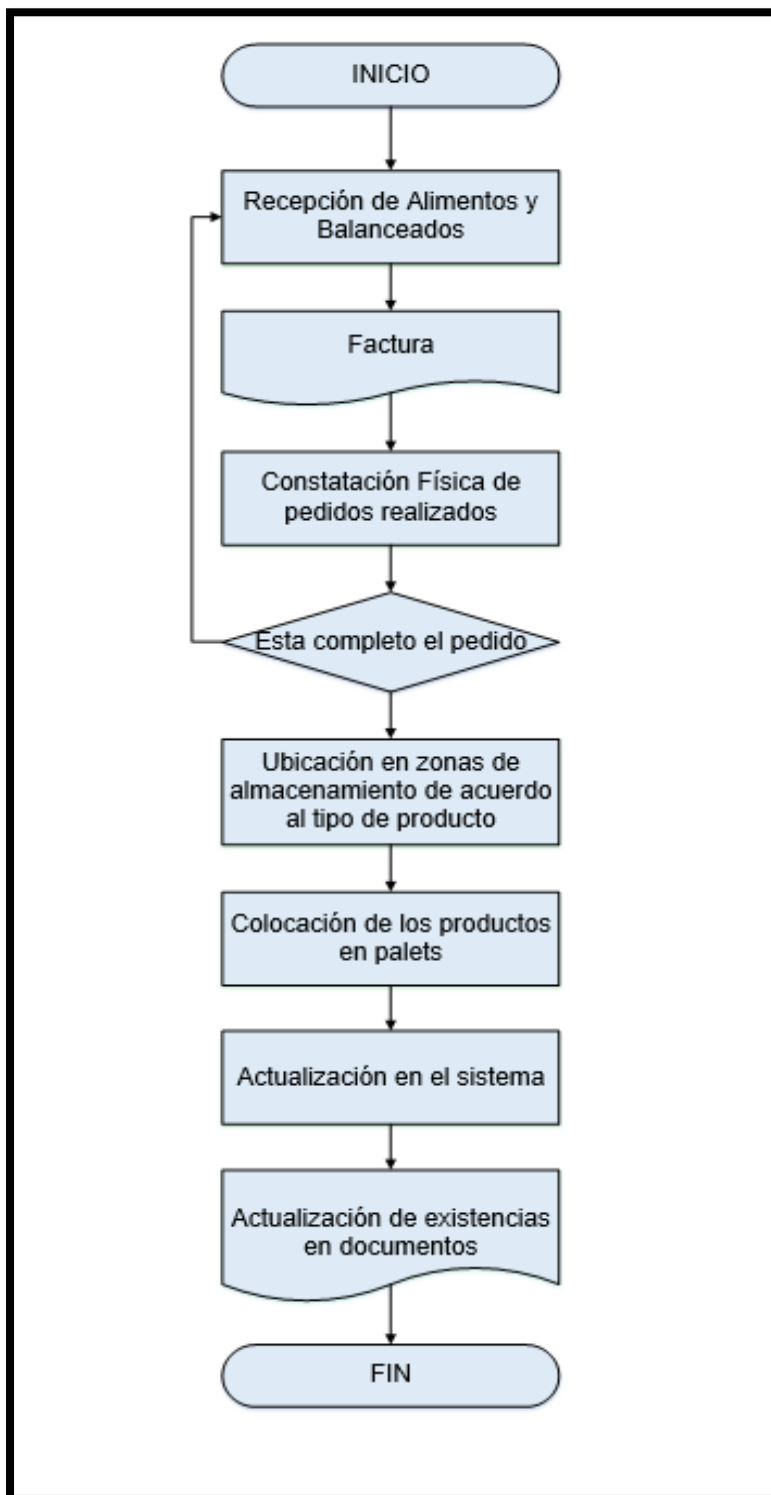 INICIO
Recepción de Alimentos y
Balanceados
Factura
Constatación Física de
pedidos realizados
Esta completo el pedido
Ubicación en zonas de
almacenamiento de acuerdo
al tipo de producto
Colocación de los productos
en palets
Actualización en el sistema
Actualización de existencias
en documentos
FIN